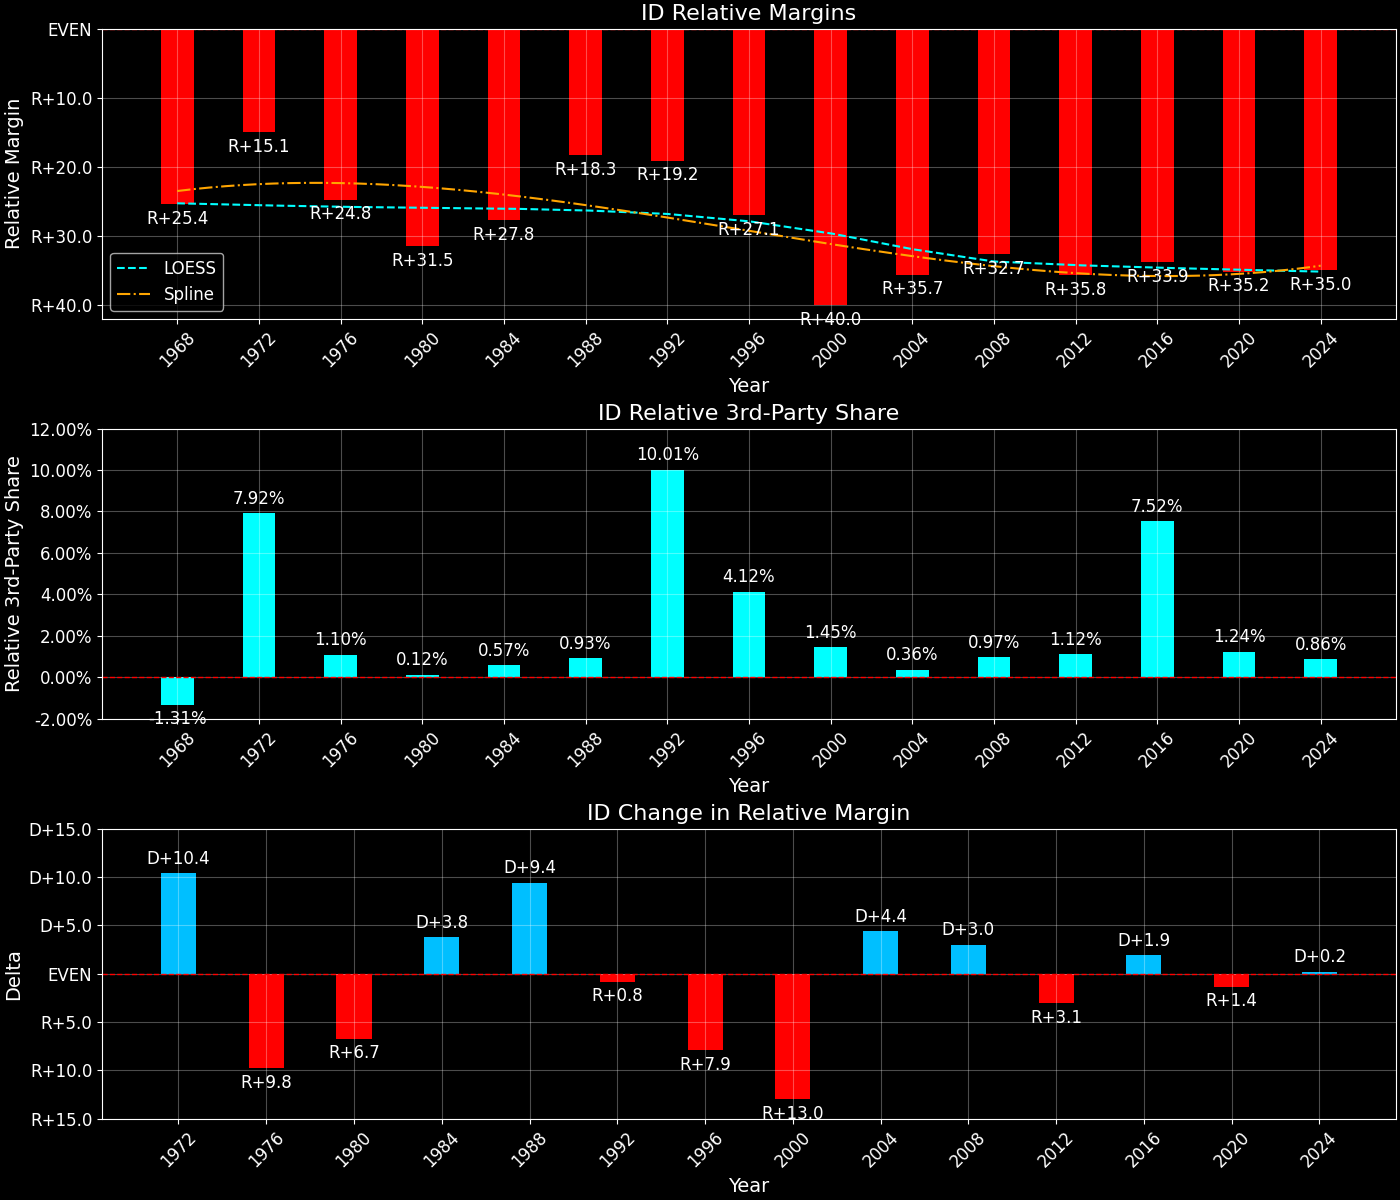 ID Relative Margins
Relative Margin
EVEN
R+10.0
R+20.0
R+30.0
R+40.0
R+25.4
R+15.1
R+24.8
R+31.5
R+27.8
R+18.3
R+19.2
R+27.1
R+40.0
R+35.7
R+32.7
R+35.8
R+33.9
R+35.2
R+35.0
LOESS
Spline
1968
1972
1976
1980
1984
1988
1992
1996
2000
2004
2008
2012
2016
2020
2024
Year
ID Relative 3rd-Party Share
Relative 3rd-Party Share
12.00%
10.00%
8.00%
6.00%
4.00%
2.00%
0.00%
-2.00%
-1.31%
7.92%
1.10%
0.12%
0.57%
0.93%
10.01%
4.12%
1.45%
0.36%
0.97%
1.12%
7.52%
1.24%
0.86%
1968
1972
1976
1980
1984
1988
1992
1996
2000
2004
2008
2012
2016
2020
2024
Year
ID Change in Relative Margin
Delta
D+15.0
D+10.0
D+5.0
EVEN
R+5.0
R+10.0
R+15.0
D+10.4
R+9.8
R+6.7
D+3.8
D+9.4
R+0.8
R+7.9
R+13.0
D+4.4
D+3.0
R+3.1
D+1.9
R+1.4
D+0.2
1972
1976
1980
1984
1988
1992
1996
2000
2004
2008
2012
2016
2020
2024
Year